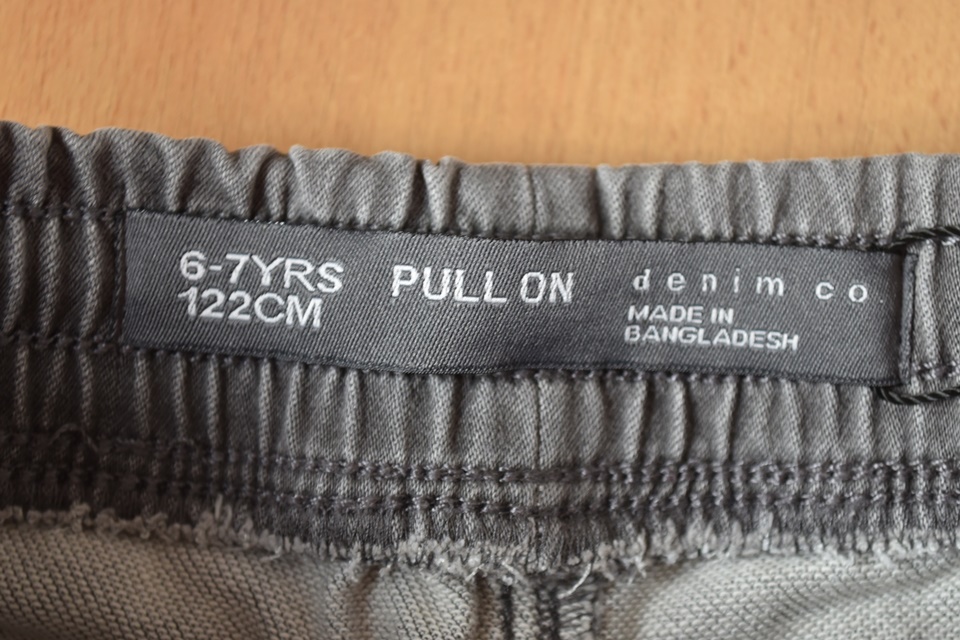 6-7YRS
122CM
PULL ON
denim co.
MADE IN
BANGLADESH